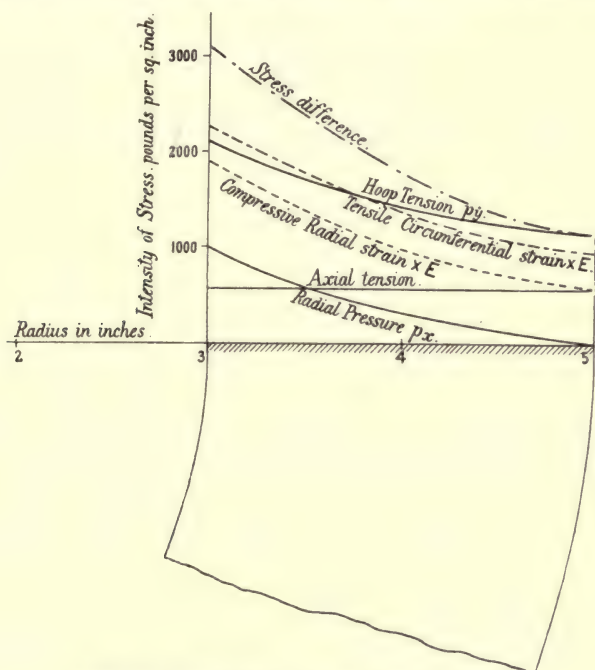 Intensity of Stress. pounds per sq. inch.
3000
2000
1000
Stress difference.
Hoop Tension py.
Tensile Circumferential strain × E.
Compressive Radial strain × E
Axial tension.
Radial Pressure px.
Radius in inches.
2
3
4
5